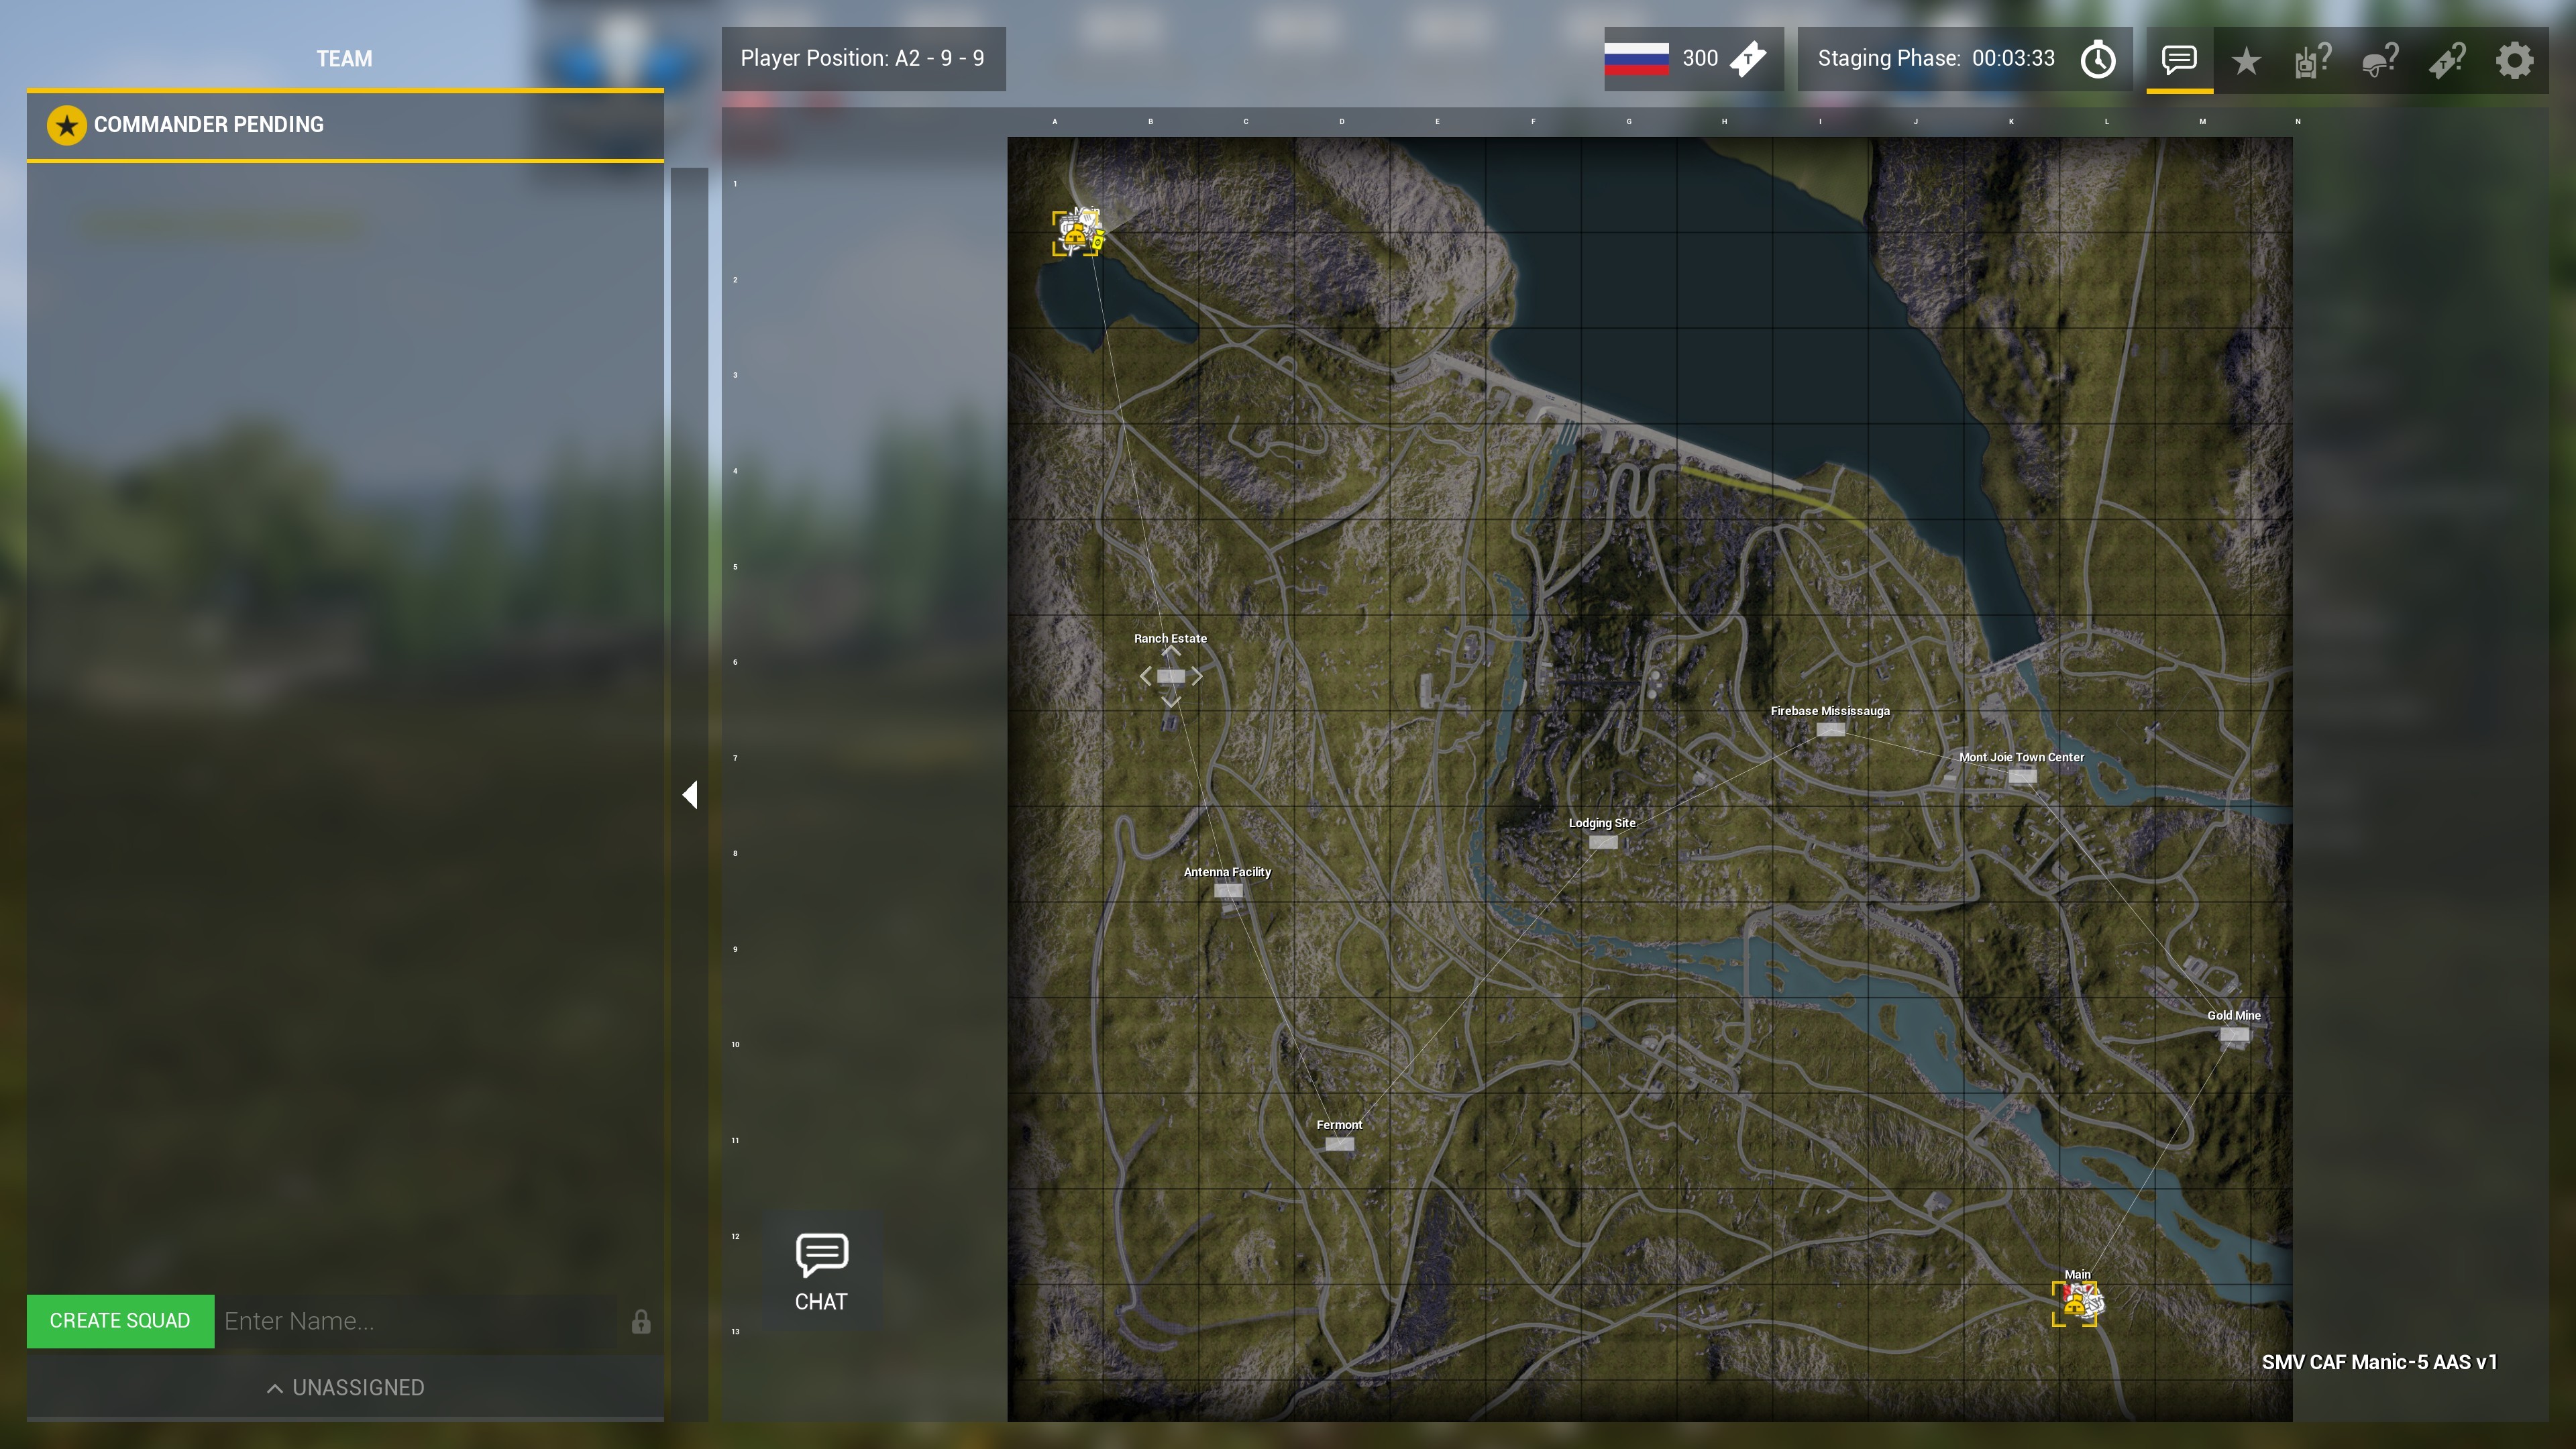 TEAM
Player Position: A2 - 9 - 9
300
T
Staging Phase: 00:03:33
?
?
T?
COMMANDER PENDING
A B C D E F G H I J K L M N
1
2
3
4
5
6
7
8
9
10
11
12
13
Main
Ranch Estate
Firebase Mississauga
Mont Joie Town Center
Lodging Site
Antenna Facility
Gold Mine
Fermont
Main
CHAT
CREATE SQUAD
Enter Name...
UNASSIGNED
SMV CAF Manic-5 AAS v1